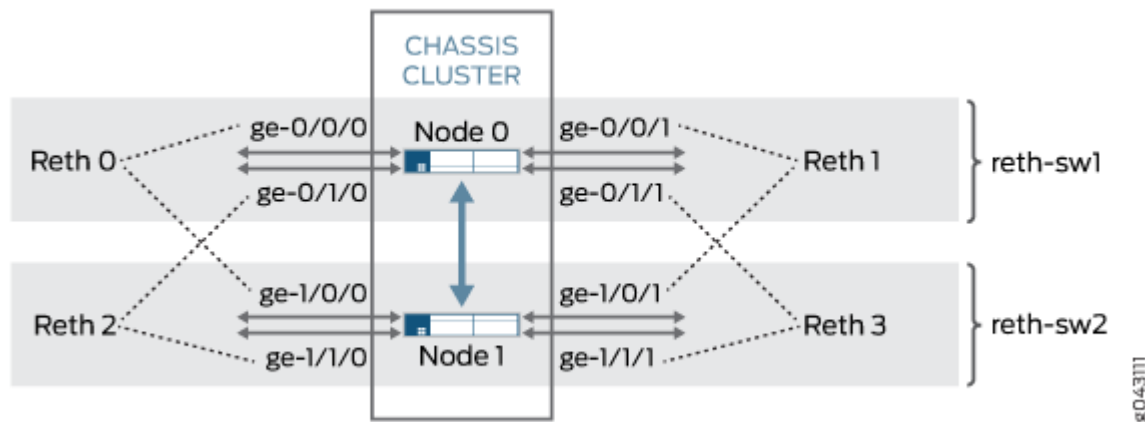 CHASSIS
CLUSTER
ge-0/0/0
Node 0
ge-0/0/1
Reth 0
Reth 1
reth-sw1
ge-0/1/0
ge-0/1/1
ge-1/0/0
ge-1/0/1
Reth 2
Reth 3
reth-sw2
ge-1/1/0
Node 1
ge-1/1/1
g043111